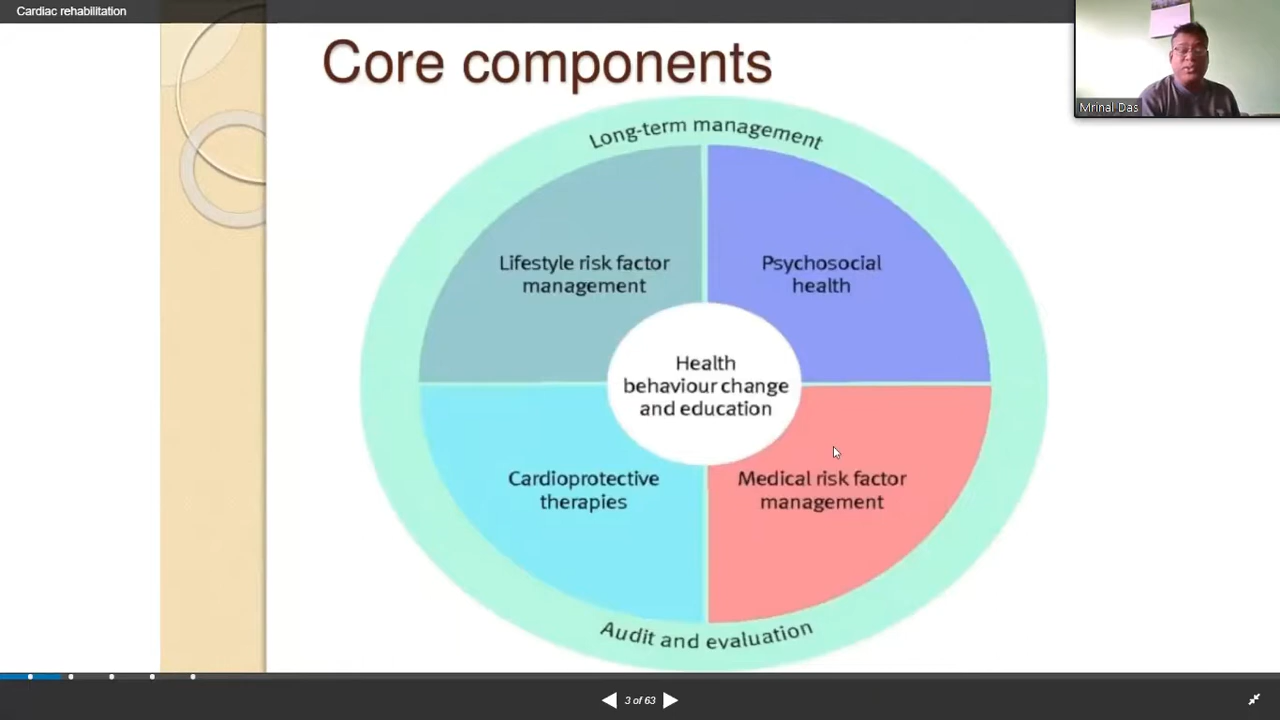 Cardiac rehabilitation
Core components
Mrinal Das
Long-term management
Lifestyle risk factor
management
Psychosocial
health
Health
behaviour change
and education
Cardioprotective
therapies
Medical risk factor
management
Audit and evaluation
3 of 63